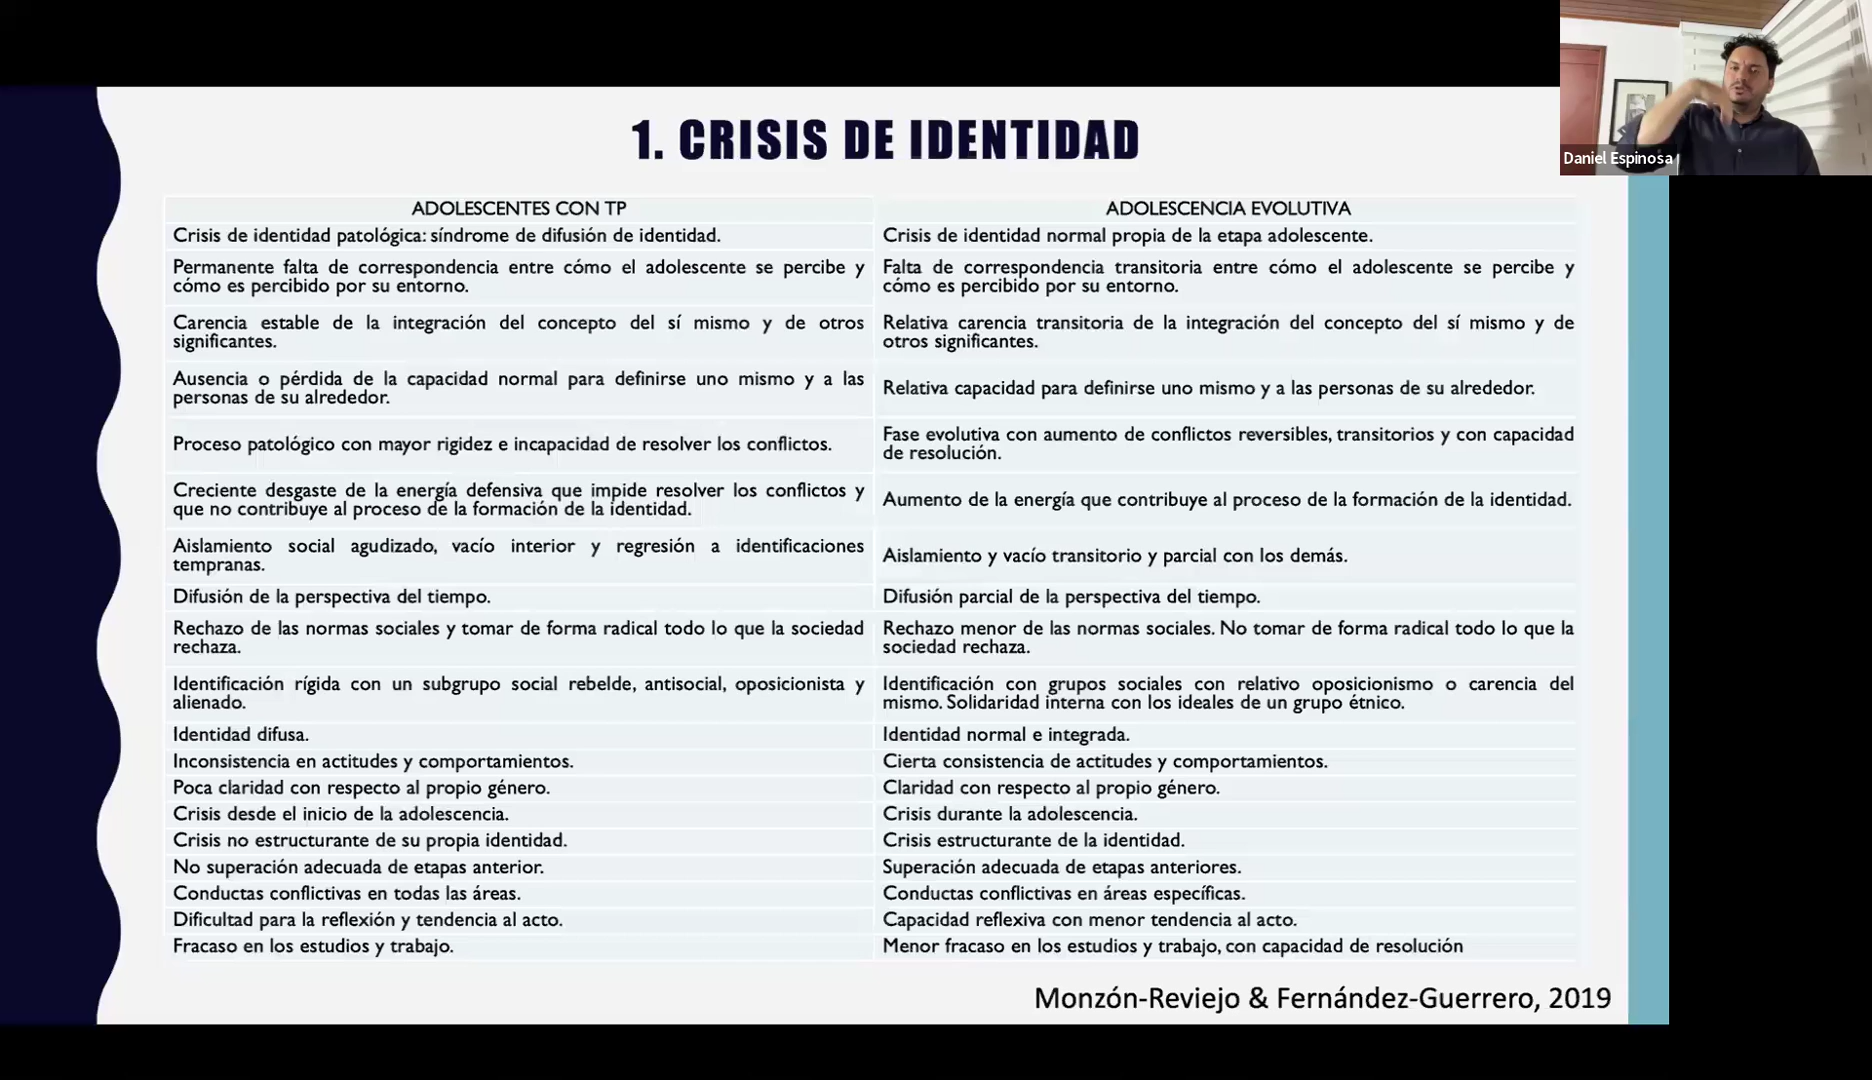 1. CRISIS DE IDENTIDAD
Daniel Espinosa
ADOLESCENTES CON TP
ADOLESCENCIA EVOLUTIVA
Crisis de identidad patológica: síndrome de difusión de identidad.
Crisis de identidad normal propia de la etapa adolescente.
Permanente falta de correspondencia entre cómo el adolescente se percibe y
cómo es percibido por su entorno.
Falta de correspondencia transitoria entre cómo el adolescente se percibe y
cómo es percibido por su entorno.
Carencia estable de la integración del concepto del sí mismo y de otros
significantes.
Relativa carencia transitoria de la integración del concepto del sí mismo y de
otros significantes.
Ausencia o pérdida de la capacidad normal para definirse uno mismo y a las
personas de su alrededor.
Relativa capacidad para definirse uno mismo y a las personas de su alrededor.
Proceso patológico con mayor rigidez e incapacidad de resolver los conflictos.
Fase evolutiva con aumento de conflictos reversibles, transitorios y con capacidad
de resolución.
Creciente desgaste de la energía defensiva que impide resolver los conflictos y
que no contribuye al proceso de la formación de la identidad.
Aumento de la energía que contribuye al proceso de la formación de la identidad.
Aislamiento social agudizado, vacío interior y regresión a identificaciones
tempranas.
Aislamiento y vacío transitorio y parcial con los demás.
Difusión de la perspectiva del tiempo.
Difusión parcial de la perspectiva del tiempo.
Rechazo de las normas sociales y tomar de forma radical todo lo que la sociedad
rechaza.
Rechazo menor de las normas sociales. No tomar de forma radical todo lo que la
sociedad rechaza.
Identificación rígida con un subgrupo social rebelde, antisocial, oposicionista y
alienado.
Identificación con grupos sociales con relativo oposicionismo o carencia del
mismo. Solidaridad interna con los ideales de un grupo étnico.
Identidad difusa.
Identidad normal e integrada.
Inconsistencia en actitudes y comportamientos.
Cierta consistencia de actitudes y comportamientos.
Poca claridad con respecto al propio género.
Claridad con respecto al propio género.
Crisis desde el inicio de la adolescencia.
Crisis durante la adolescencia.
Crisis no estructurante de su propia identidad.
Crisis estructurante de la identidad.
No superación adecuada de etapas anterior.
Superación adecuada de etapas anteriores.
Conductas conflictivas en todas las áreas.
Conductas conflictivas en áreas específicas.
Dificultad para la reflexión y tendencia al acto.
Capacidad reflexiva con menor tendencia al acto.
Fracaso en los estudios y trabajo.
Menor fracaso en los estudios y trabajo, con capacidad de resolución
Monzón-Reviejo & Fernández-Guerrero, 2019